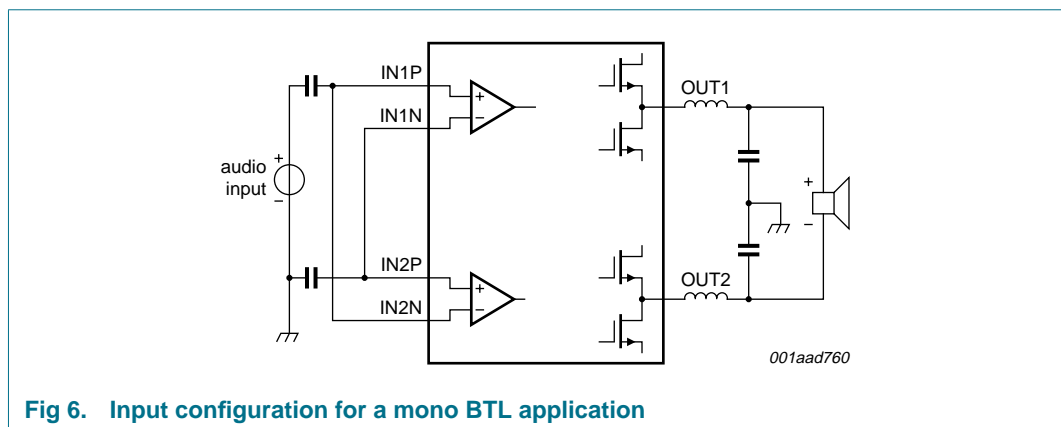 IN1P
OUT1
+
IN1N
−
audio
input
+
−
+
−
IN2P
OUT2
+
IN2N
−
001aad760
Fig 6. Input configuration for a mono BTL application